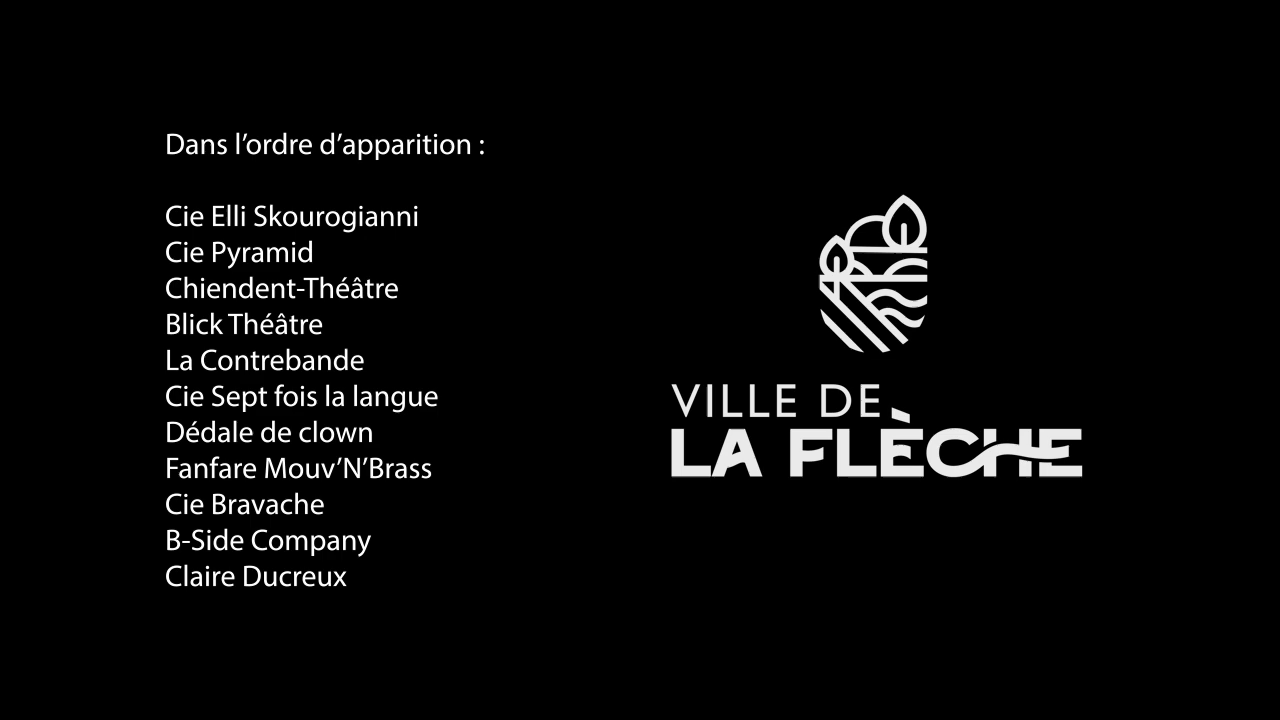 Dans l’ordre d’apparition :
Cie Elli Skourogianni
Cie Pyramid
Chiendent-Théâtre
Blick Théâtre
La Contrebande
Cie Sept fois la langue
Dédale de clown
Fanfare Mouv’N’Brass
Cie Bravache
B-Side Company
Claire Ducreux
VILLE DE
LA FLÈCHE